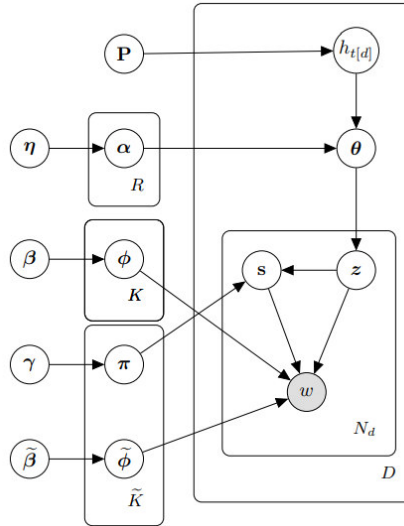 P h_{t[d]}
η α θ
R
β ϕ s z
K
γ π w
N_d
β̃ ϕ̃ D
K̃